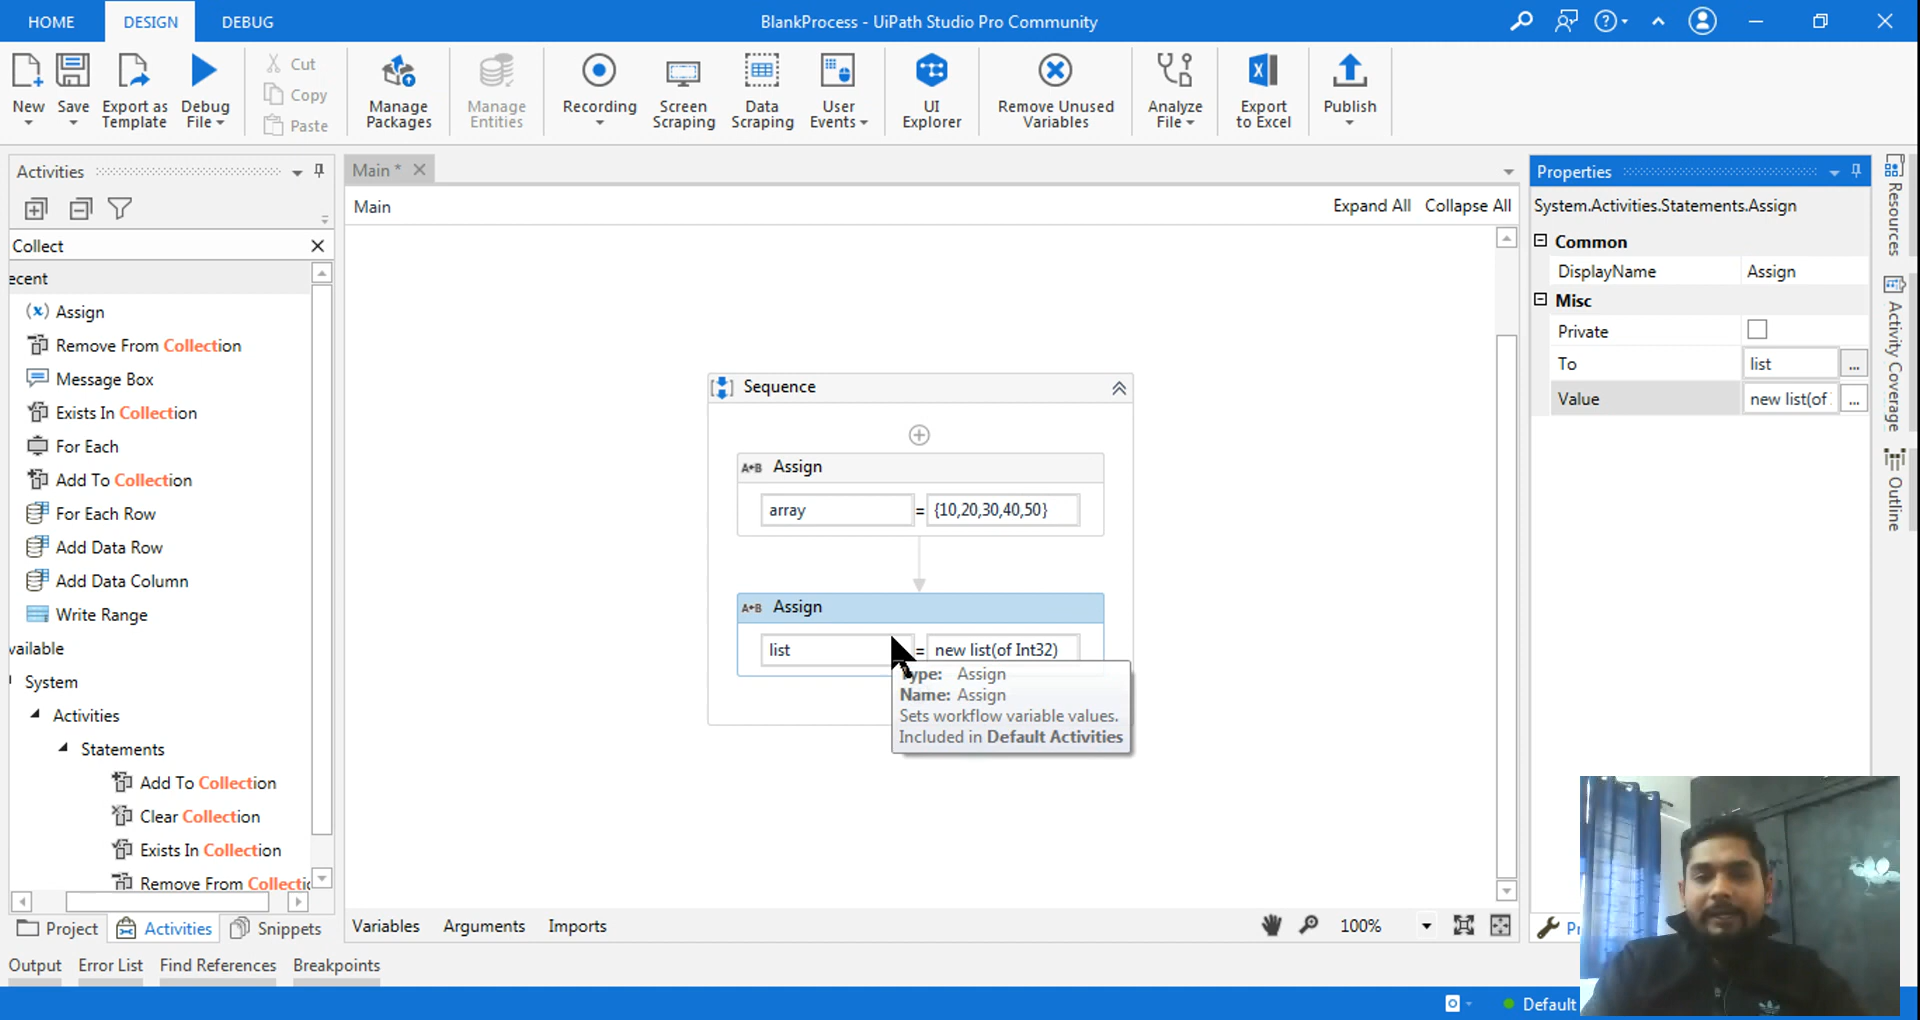 HOME DESIGN DEBUG BlankProcess - UiPath Studio Pro Community
New Save Export as Template Debug File Cut Copy Paste Manage Packages Manage Entities Recording Screen Scraping Data Scraping User Events UI Explorer Remove Unused Variables Analyze File Export to Excel Publish
Activities
Collect
ecent
(x) Assign
Remove From Collection
Message Box
Exists In Collection
For Each
Add To Collection
For Each Row
Add Data Row
Add Data Column
Write Range
vailable
System
Activities
Statements
Add To Collection
Clear Collection
Exists In Collection
Remove From Collecti
Project Activities Snippets
Main *
Main Expand All Collapse All
Sequence
A←B Assign
array = {10,20,30,40,50}
A←B Assign
list = new list(of Int32)
Type: Assign
Name: Assign
Sets workflow variable values.
Included in Default Activities
Variables Arguments Imports 100%
Properties
System.Activities.Statements.Assign
Common
DisplayName Assign
Misc
Private
To list ...
Value new list(of ...
Resources
Activity Coverage
Outline
Output Error List Find References Breakpoints
Default